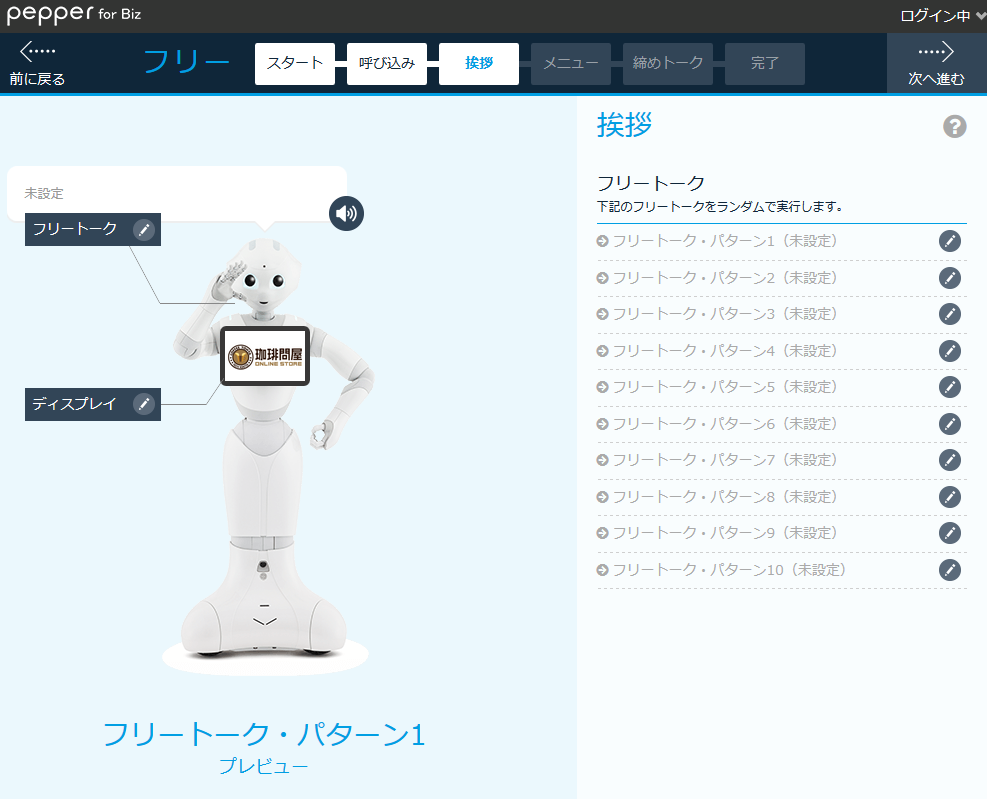 pepper for Biz
ログイン中
前に戻る
フリー
スタート
呼び込み
挨拶
メニュー
締めトーク
完了
次へ進む
未設定
フリートーク
珈琲問屋
ONLINE STORE
ディスプレイ
フリートーク・パターン1
プレビュー
挨拶
?
フリートーク
下記のフリートークをランダムで実行します。
フリートーク・パターン1（未設定）
フリートーク・パターン2（未設定）
フリートーク・パターン3（未設定）
フリートーク・パターン4（未設定）
フリートーク・パターン5（未設定）
フリートーク・パターン6（未設定）
フリートーク・パターン7（未設定）
フリートーク・パターン8（未設定）
フリートーク・パターン9（未設定）
フリートーク・パターン10（未設定）